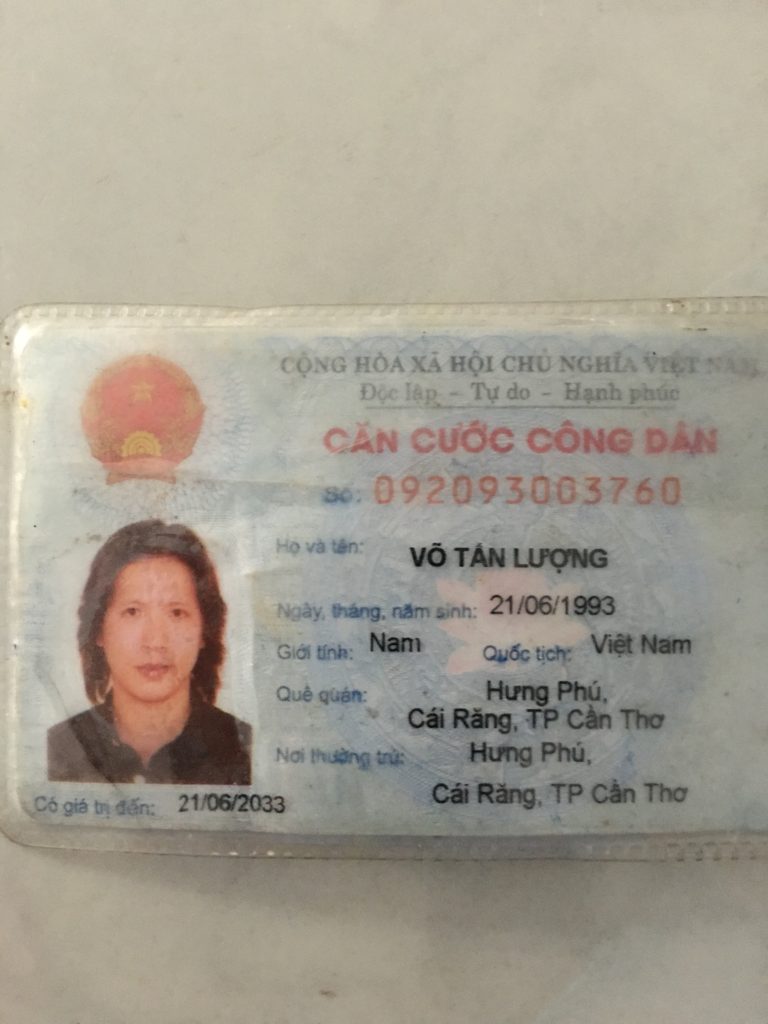 CỘNG HÒA XÃ HỘI CHỦ NGHĨA VIỆT NAM
Độc lập - Tự do - Hạnh phúc
CĂN CƯỚC CÔNG DÂN
Số: 092093003760
Họ và tên: VÕ TẤN LƯỢNG
Ngày, tháng, năm sinh: 21/06/1993
Giới tính: Nam Quốc tịch: Việt Nam
Quê quán: Hưng Phú,
Cái Răng, TP Cần Thơ
Nơi thường trú: Hưng Phú,
Cái Răng, TP Cần Thơ
Có giá trị đến: 21/06/2033